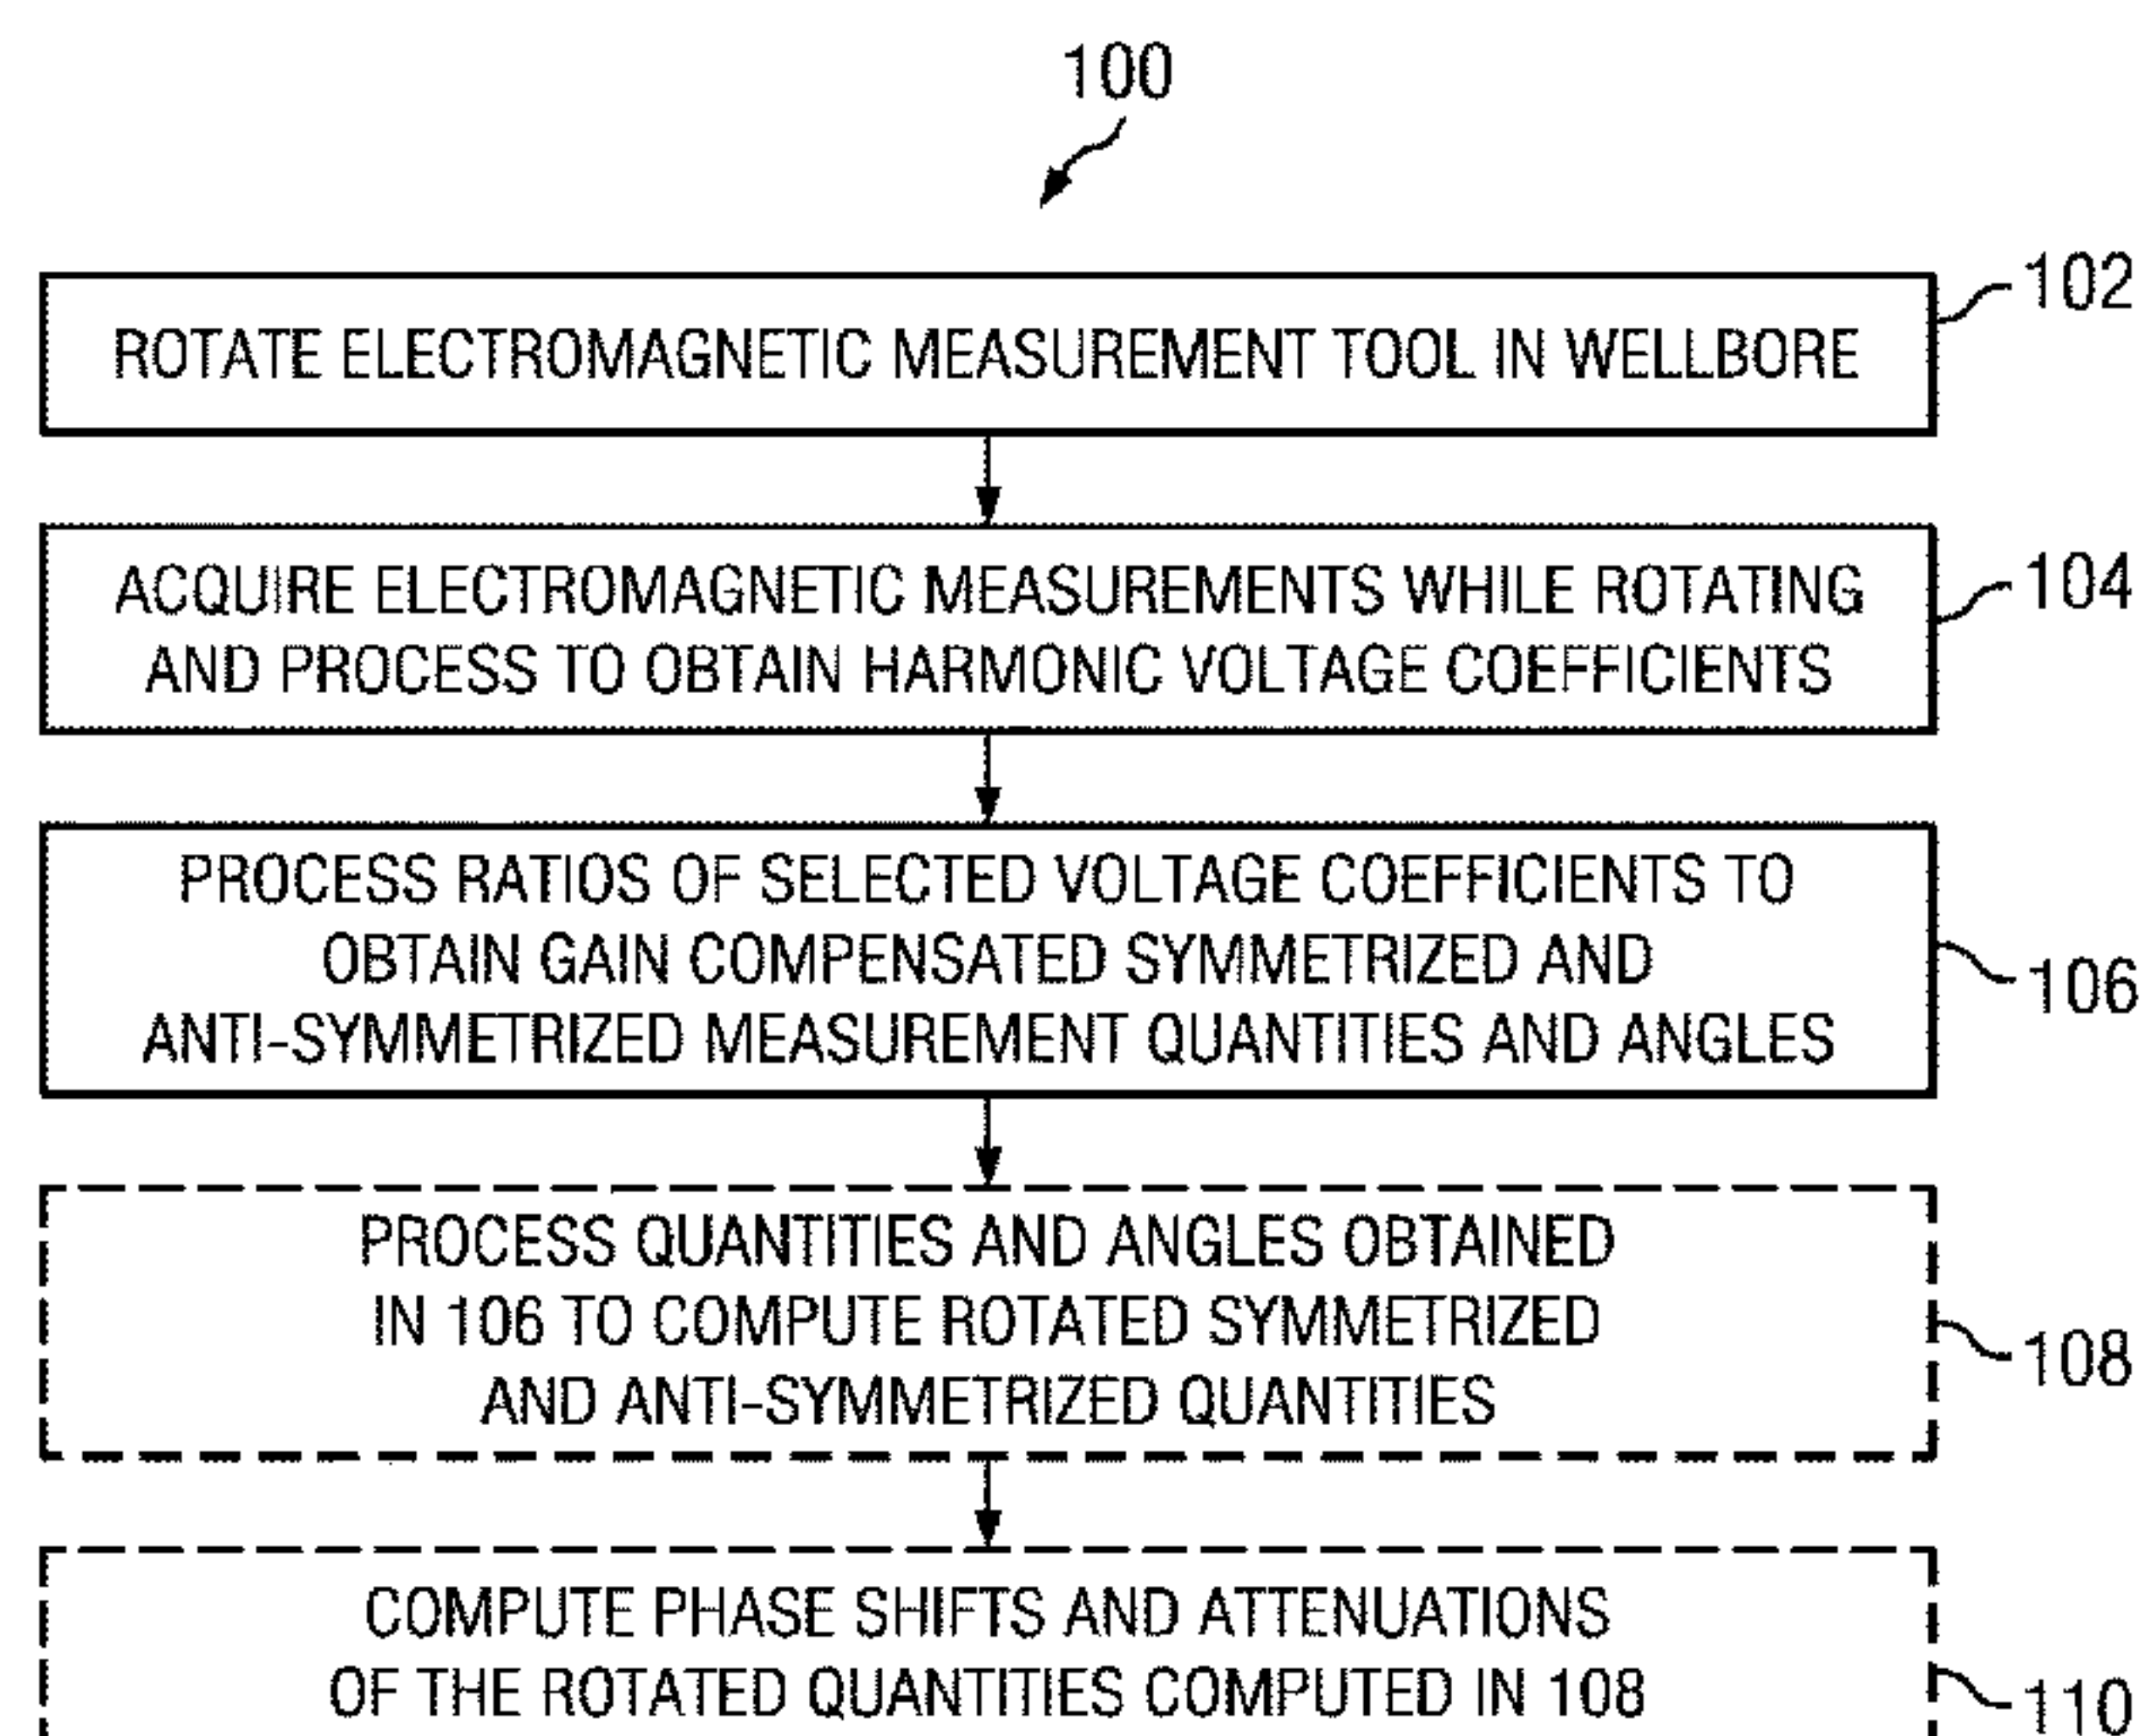 100
ROTATE ELECTROMAGNETIC MEASUREMENT TOOL IN WELLBORE
102
ACQUIRE ELECTROMAGNETIC MEASUREMENTS WHILE ROTATING
AND PROCESS TO OBTAIN HARMONIC VOLTAGE COEFFICIENTS
104
PROCESS RATIOS OF SELECTED VOLTAGE COEFFICIENTS TO
OBTAIN GAIN COMPENSATED SYMMETRIZED AND
ANTI-SYMMETRIZED MEASUREMENT QUANTITIES AND ANGLES
106
PROCESS QUANTITIES AND ANGLES OBTAINED
IN 106 TO COMPUTE ROTATED SYMMETRIZED
AND ANTI-SYMMETRIZED QUANTITIES
108
COMPUTE PHASE SHIFTS AND ATTENUATIONS
OF THE ROTATED QUANTITIES COMPUTED IN 108
110